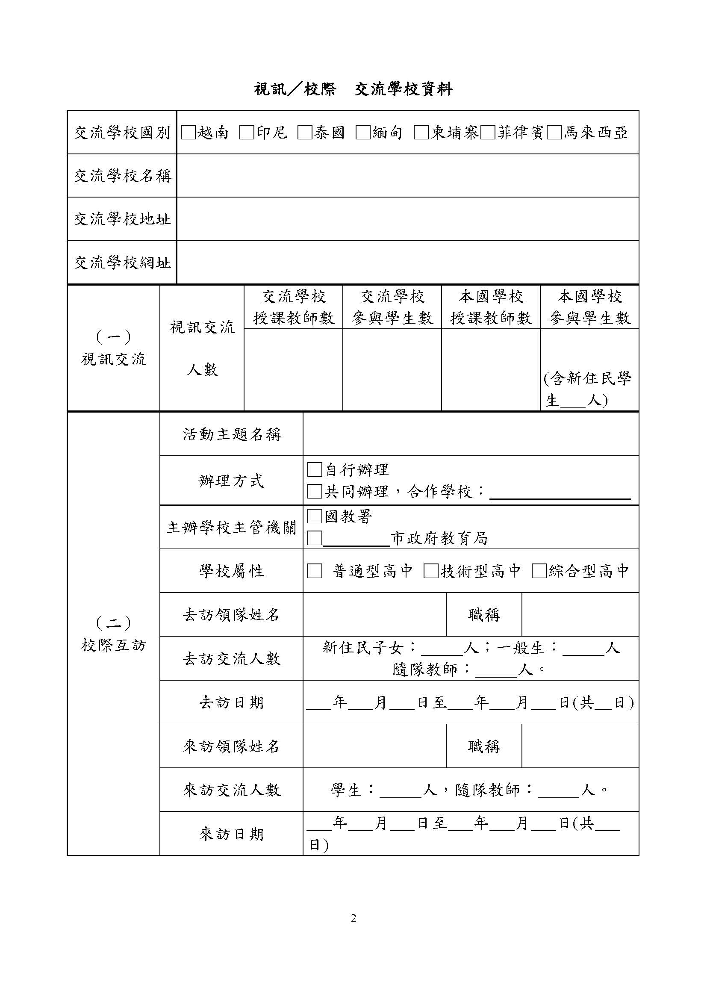 視訊／校際　交流學校資料
交流學校國別 □越南 □印尼 □泰國 □緬甸 □柬埔寨□菲律賓□馬來西亞
交流學校名稱
交流學校地址
交流學校網址
（一）
視訊交流
視訊交流
人數
交流學校
授課教師數
交流學校
參與學生數
本國學校
授課教師數
本國學校
參與學生數
(含新住民學
生___人)
（二）
校際互訪
活動主題名稱
辦理方式
□自行辦理
□共同辦理，合作學校：_________________
主辦學校主管機關
□國教署
□________市政府教育局
學校屬性
□ 普通型高中 □技術型高中 □綜合型高中
去訪領隊姓名 職稱
去訪交流人數
新住民子女：_____人；一般生：_____人
隨隊教師：_____人。
去訪日期
___年___月___日至___年___月___日(共__日)
來訪領隊姓名 職稱
來訪交流人數
學生：_____人，隨隊教師：_____人。
來訪日期
___年___月___日至___年___月___日(共___
日)
2